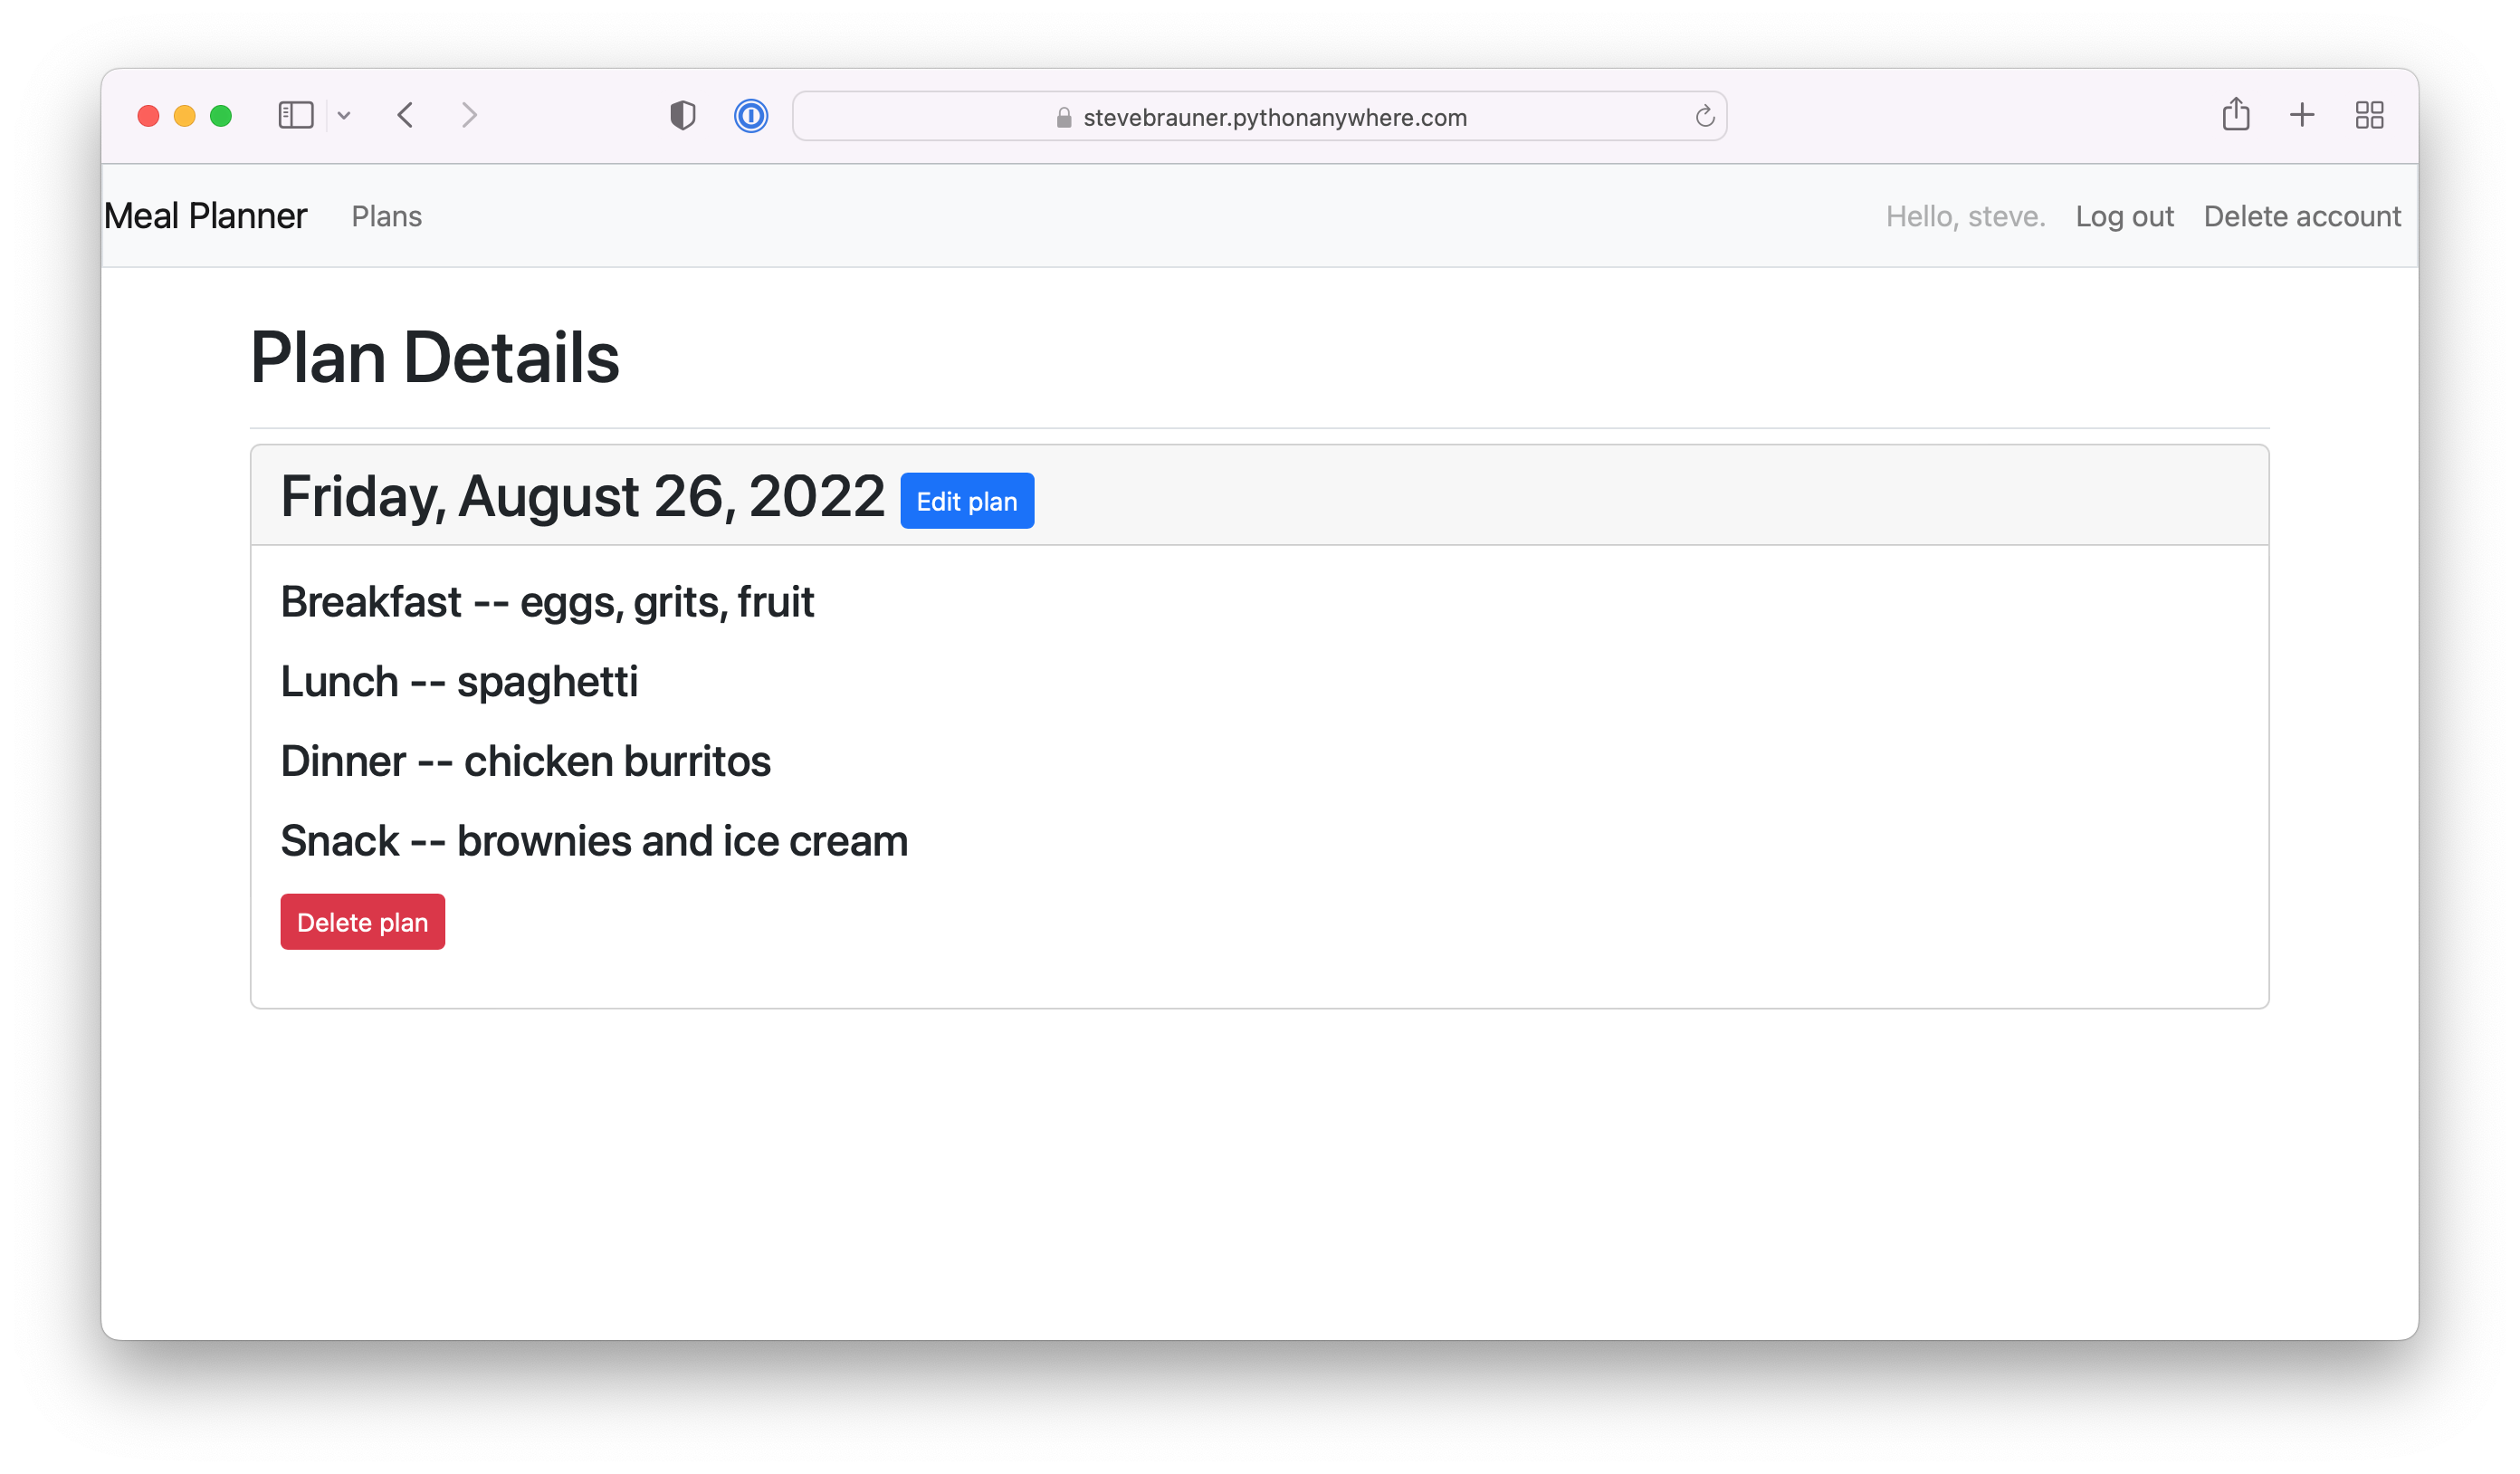 stevebrauner.pythonanywhere.com
Meal Planner Plans Hello, steve. Log out Delete account
Plan Details
Friday, August 26, 2022 Edit plan
Breakfast -- eggs, grits, fruit
Lunch -- spaghetti
Dinner -- chicken burritos
Snack -- brownies and ice cream
Delete plan